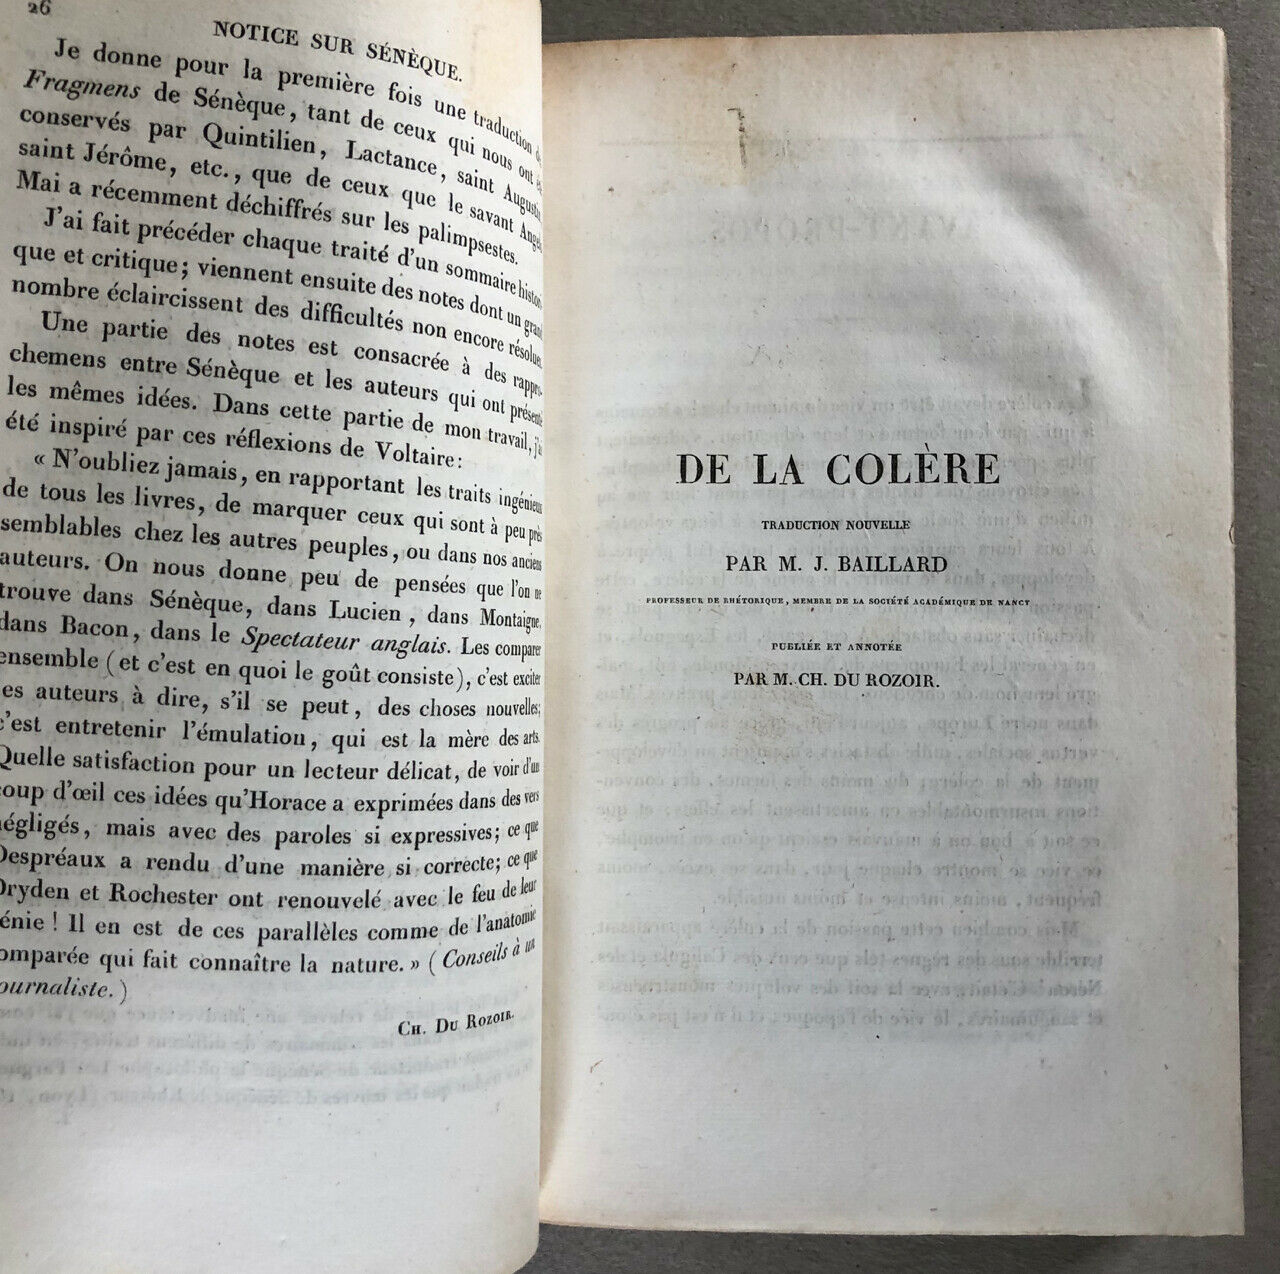 26
NOTICE SUR SÉNÈQUE.
Je donne pour la première fois une traduction
Fragmens de Sénèque, tant de ceux qui nous ont
conservés par Quintilien, Lactance, saint Augustin,
saint Jérôme, etc., que de ceux que le savant Angel
Mai a récemment déchiffrés sur les palimpsestes.
J'ai fait précéder chaque traité d'un sommaire histori
que et critique; viennent ensuite des notes dont un grand
nombre éclaircissent des difficultés non encore résolues.
Une partie des notes est consacrée à des rappro-
chemens entre Sénèque et les auteurs qui ont présenté
les mêmes idées. Dans cette partie de mon travail, j'ai
été inspiré par ces réflexions de Voltaire:
« N'oubliez jamais, en rapportant les traits ingénieux
de tous les livres, de marquer ceux qui sont à peu près
semblables chez les autres peuples, ou dans nos anciens
auteurs. On nous donne peu de pensées que l'on ne
trouve dans Sénèque, dans Lucien, dans Montaigne,
dans Bacon, dans le Spectateur anglais. Les comparer
ensemble (et c'est en quoi le goût consiste), c'est exciter
les auteurs à dire, s'il se peut, des choses nouvelles;
c'est entretenir l'émulation, qui est la mère des arts.
Quelle satisfaction pour un lecteur délicat, de voir d'un
coup d'œil ces idées qu'Horace a exprimées dans des vers
négligés, mais avec des paroles si expressives; ce que
Despréaux a rendu d'une manière si correcte; ce que
Dryden et Rochester ont renouvelé avec le feu de leur
génie! Il en est de ces parallèles comme de l'anatomie
comparée qui fait connaître la nature. » (Conseils à un
journaliste.)
CH. DU ROZOIR.
DE LA COLÈRE
TRADUCTION NOUVELLE
PAR M. J. BAILLARD
PROFESSEUR DE RHÉTORIQUE, MEMBRE DE LA SOCIÉTÉ ACADÉMIQUE DE NANCY
PUBLIÉE ET ANNOTÉE
PAR M. CH. DU ROZOIR.